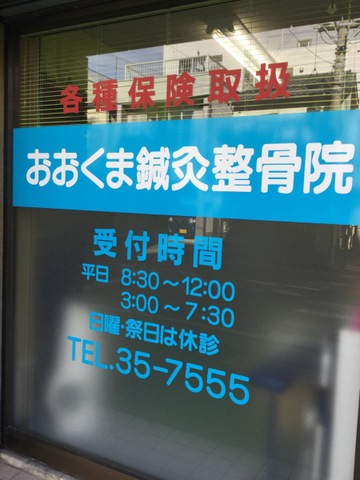 各種保険取扱
おおくま鍼灸整骨院
受付時間
平日 8:30～12:00
3:00～7:30
日曜・祭日は休診
TEL.35-7555